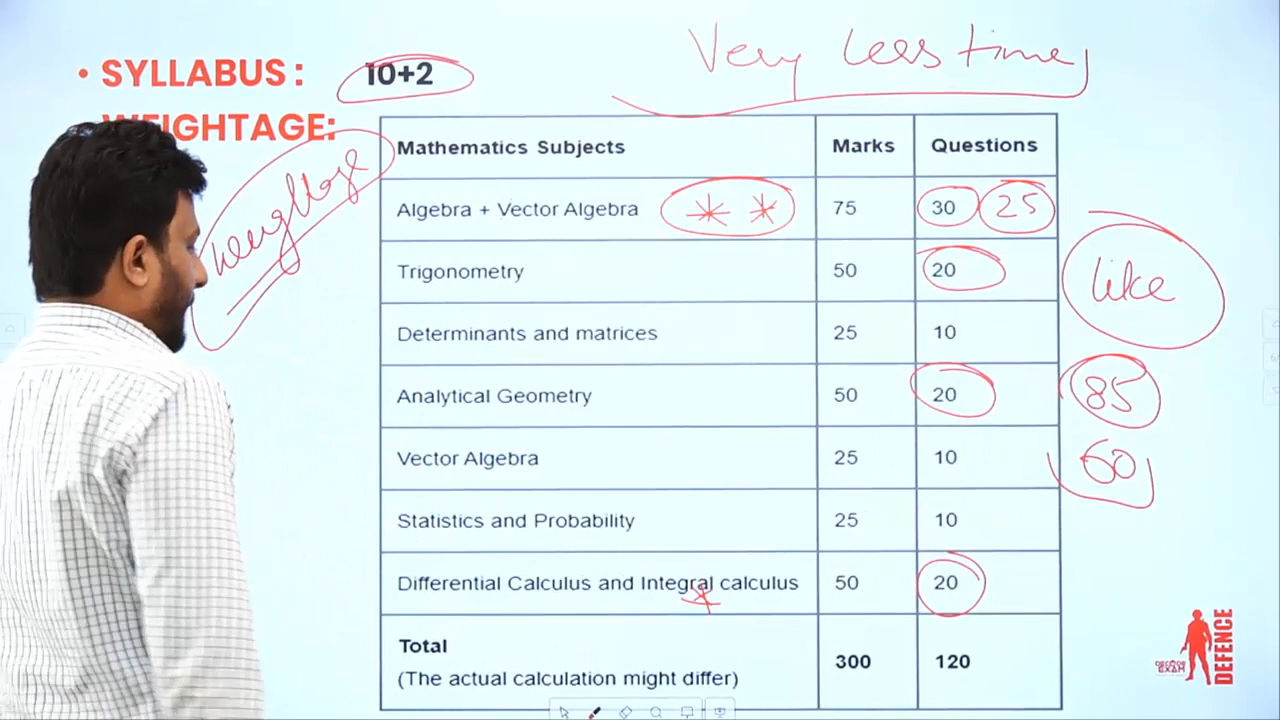 Very less time
• SYLLABUS : 10+2
WEIGHTAGE:
weightage
Mathematics Subjects Marks Questions
Algebra + Vector Algebra 75 30 25
Trigonometry 50 20
like
Determinants and matrices 25 10
Analytical Geometry 50 20
85
Vector Algebra 25 10
60
Statistics and Probability 25 10
Differential Calculus and Integral calculus 50 20
Total
(The actual calculation might differ) 300 120
DEFENCE